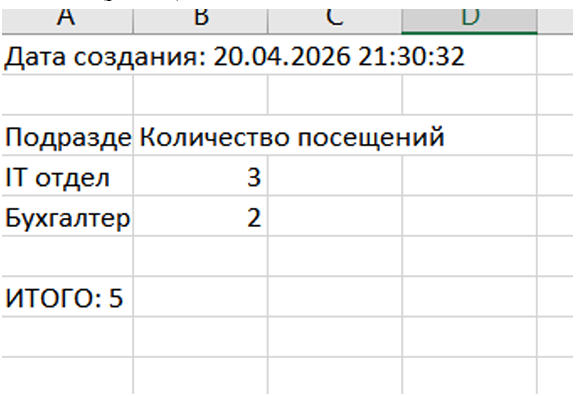 A B C D
Дата создания: 20.04.2026 21:30:32
Подразде Количество посещений
IT отдел 3
Бухгалтер 2
ИТОГО: 5